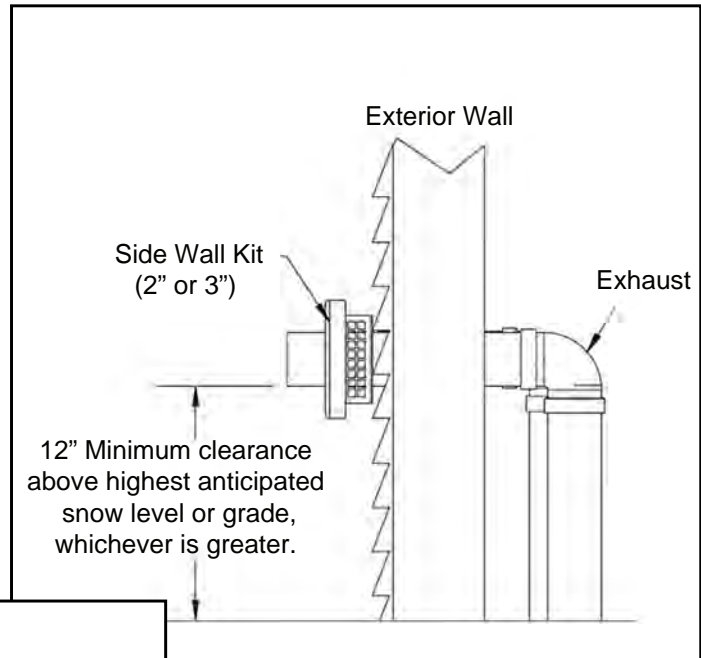 Exterior Wall
Side Wall Kit
(2” or 3”)
Exhaust
12” Minimum clearance
above highest anticipated
snow level or grade,
whichever is greater.